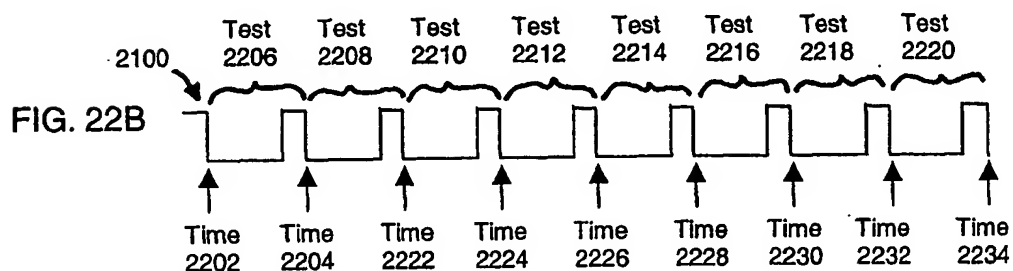 Test Test Test Test Test Test Test Test
2206 2208 2210 2212 2214 2216 2218 2220
2100
FIG. 22B
Time Time Time Time Time Time Time Time Time
2202 2204 2222 2224 2226 2228 2230 2232 2234